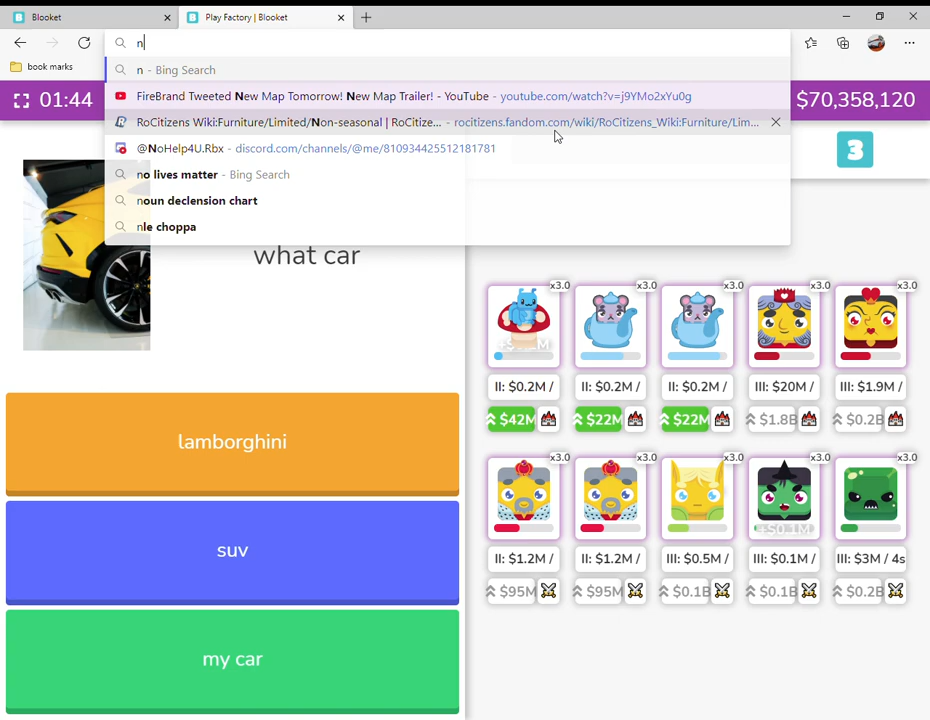 Blooket
Play Factory | Blooket
n
book marks
n - Bing Search
FireBrand Tweeted New Map Tomorrow! New Map Trailer! - YouTube - youtube.com/watch?v=j9YMo2xYu0g
RoCitizens Wiki:Furniture/Limited/Non-seasonal | RoCitize... - rocitizens.fandom.com/wiki/RoCitizens_Wiki:Furniture/Lim...
@NoHelp4U.Rbx - discord.com/channels/@me/810934425512181781
no lives matter - Bing Search
noun declension chart
nle choppa
01:44
$70,358,120
3
what car
lamborghini
suv
my car
x3.0 x3.0 x3.0 x3.0 x3.0
II: $0.2M / II: $0.2M / II: $0.2M / III: $20M / III: $1.9M /
$42M $22M $22M $1.8B $0.2B
x3.0 x3.0 x3.0 x3.0 x3.0
+$0.1M
II: $1.2M / II: $1.2M / III: $0.5M / III: $0.1M / III: $3M / 4s
$95M $95M $0.1B $0.1B $0.2B